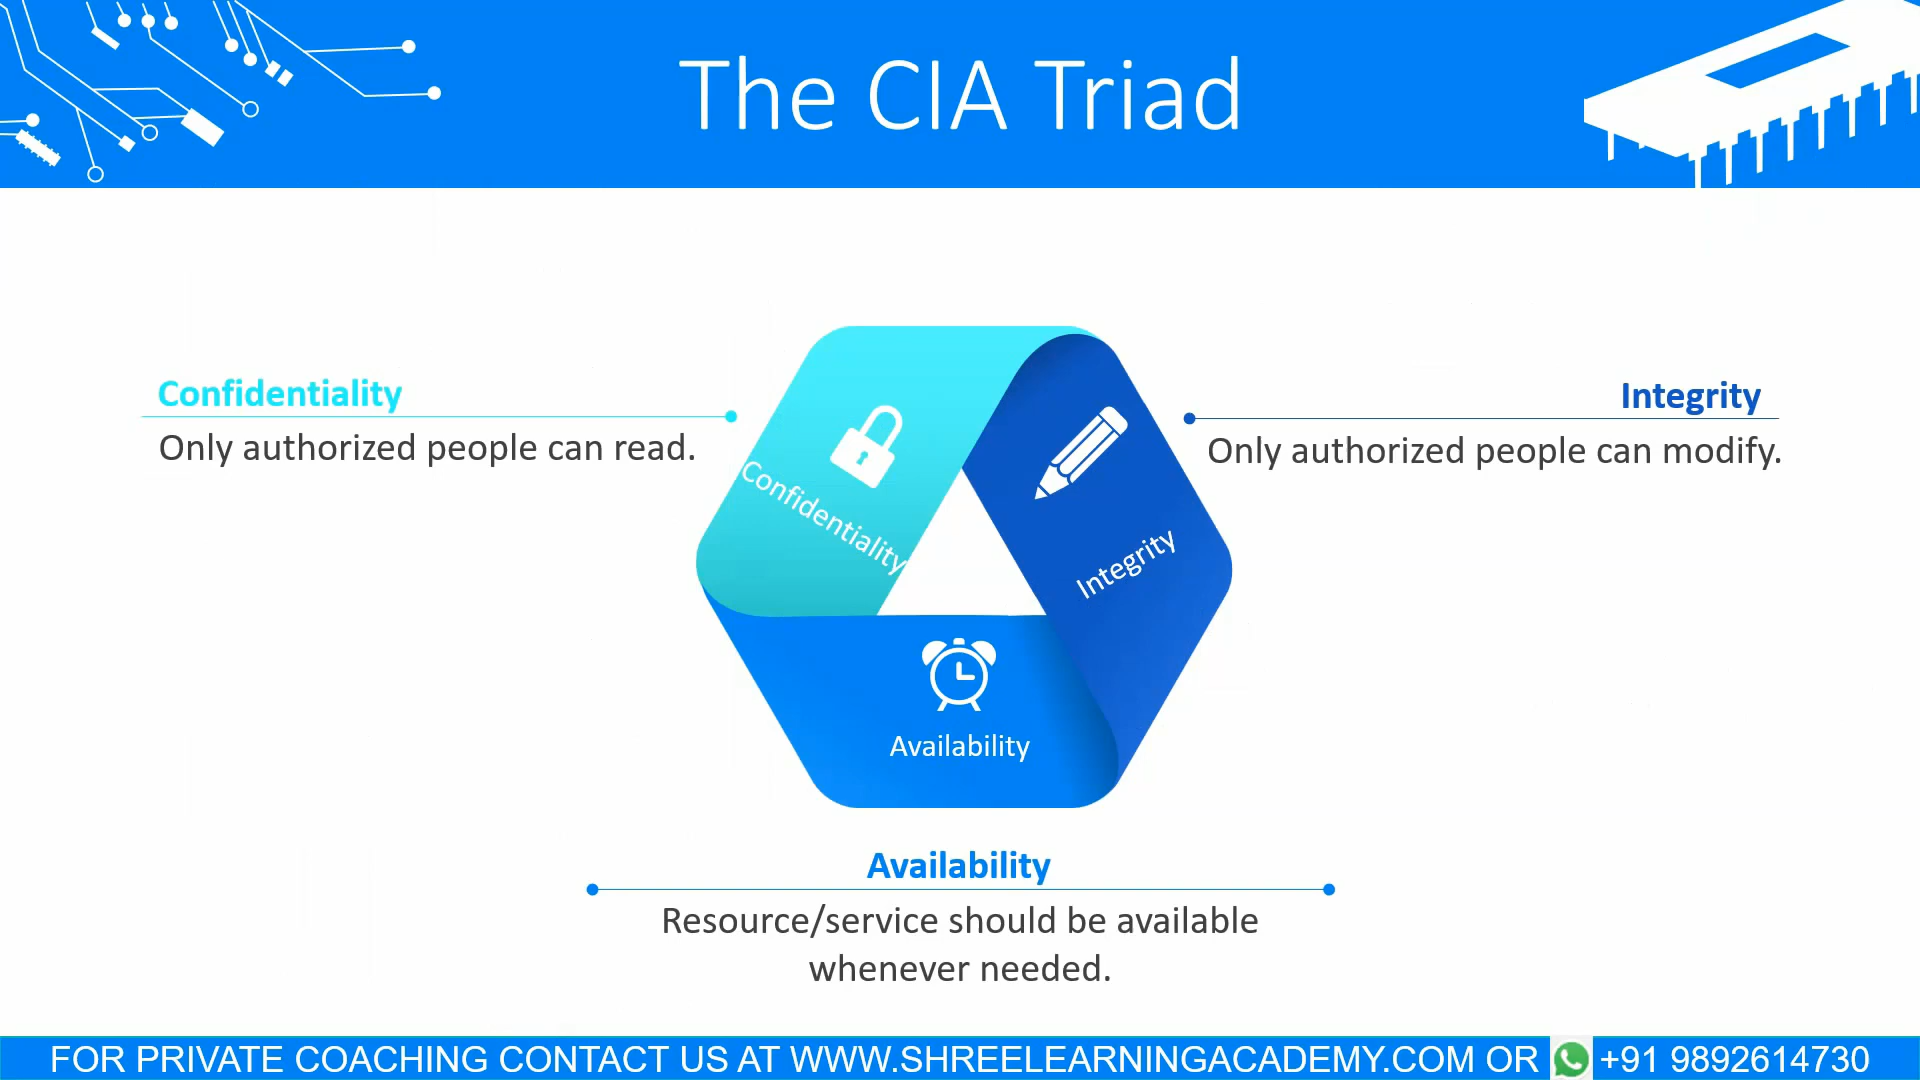 The CIA Triad
Confidentiality
Only authorized people can read.
Integrity
Only authorized people can modify.
Confidentiality
Integrity
Availability
Availability
Resource/service should be available
whenever needed.
FOR PRIVATE COACHING CONTACT US AT WWW.SHREELEARNINGACADEMY.COM OR +91 9892614730